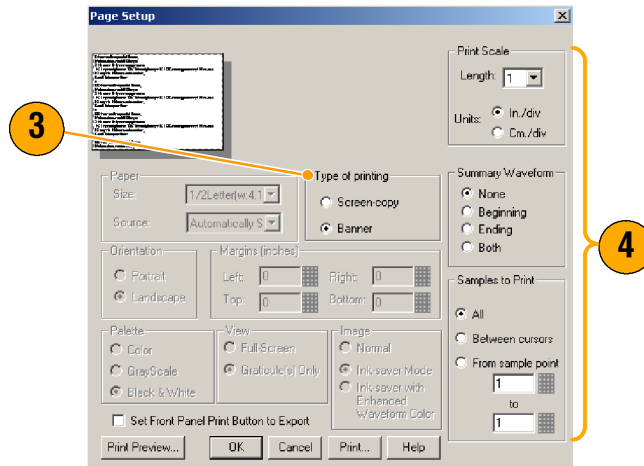 Page Setup
3
Print Scale
Length: 1
Units: In./div
Cm./div
Type of printing
Screen-copy
Banner
Paper
Size: 1/2Letter(w:4.1
Source: Automatically S
Orientation
Portrait
Landscape
Margins (inches)
Left: 0 Right: 0
Top: 0 Bottom: 0
Summary Waveform
None
Beginning
Ending
Both
4
Samples to Print
All
Between cursors
From sample point
1
to
1
Palette
Color
GrayScale
Black & White
View
Full-Screen
Graticule(s) Only
Image
Normal
Ink-saver Mode
Ink-saver with
Enhanced
Waveform Color
Set Front Panel Print Button to Export
Print Preview... OK Cancel Print... Help